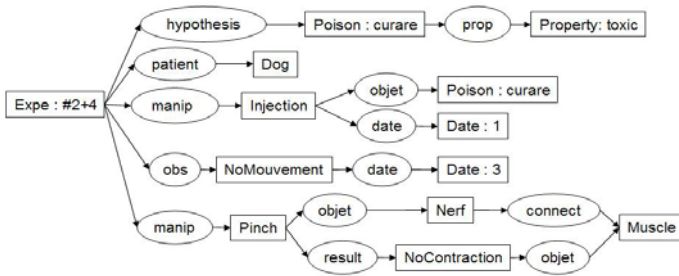 hypothesis Poison : curare prop Property: toxic
patient Dog
Expe : #2+4 manip Injection objet Poison : curare
date Date : 1
obs NoMouvement date Date : 3
manip Pinch objet Nerf connect Muscle
result NoContraction objet